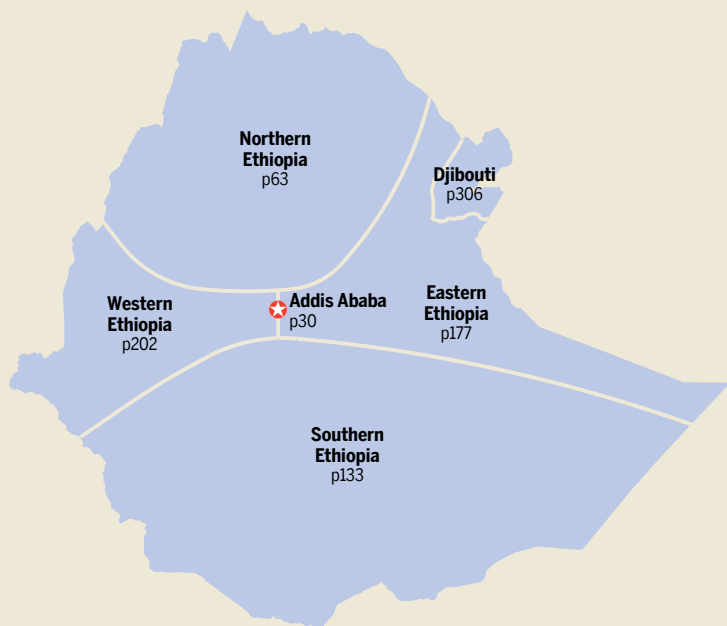 Northern
Ethiopia
p63
Djibouti
p306
Western
Ethiopia
p202
Addis Ababa
p30
Eastern
Ethiopia
p177
Southern
Ethiopia
p133